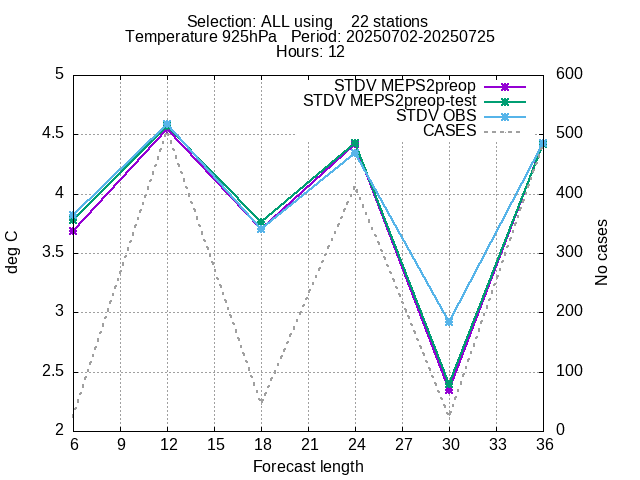 Selection: ALL using    22 stations
Temperature 925hPa   Period: 20250702-20250725
Hours: 12
STDV MEPS2preop
STDV MEPS2preop-test
STDV OBS
CASES
5
4.5
4
3.5
3
2.5
2
deg C
600
500
400
300
200
100
0
No cases
6 9 12 15 18 21 24 27 30 33 36
Forecast length